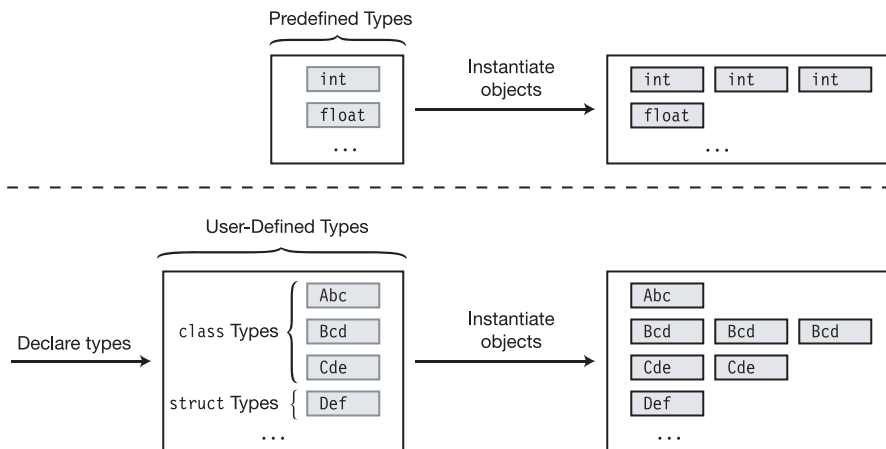 Predefined Types
int
float
...
Instantiate
objects
int int int
float
...
User-Defined Types
Declare types
class Types
Abc
Bcd
Cde
struct Types
Def
...
Instantiate
objects
Abc
Bcd Bcd Bcd
Cde Cde
Def
...